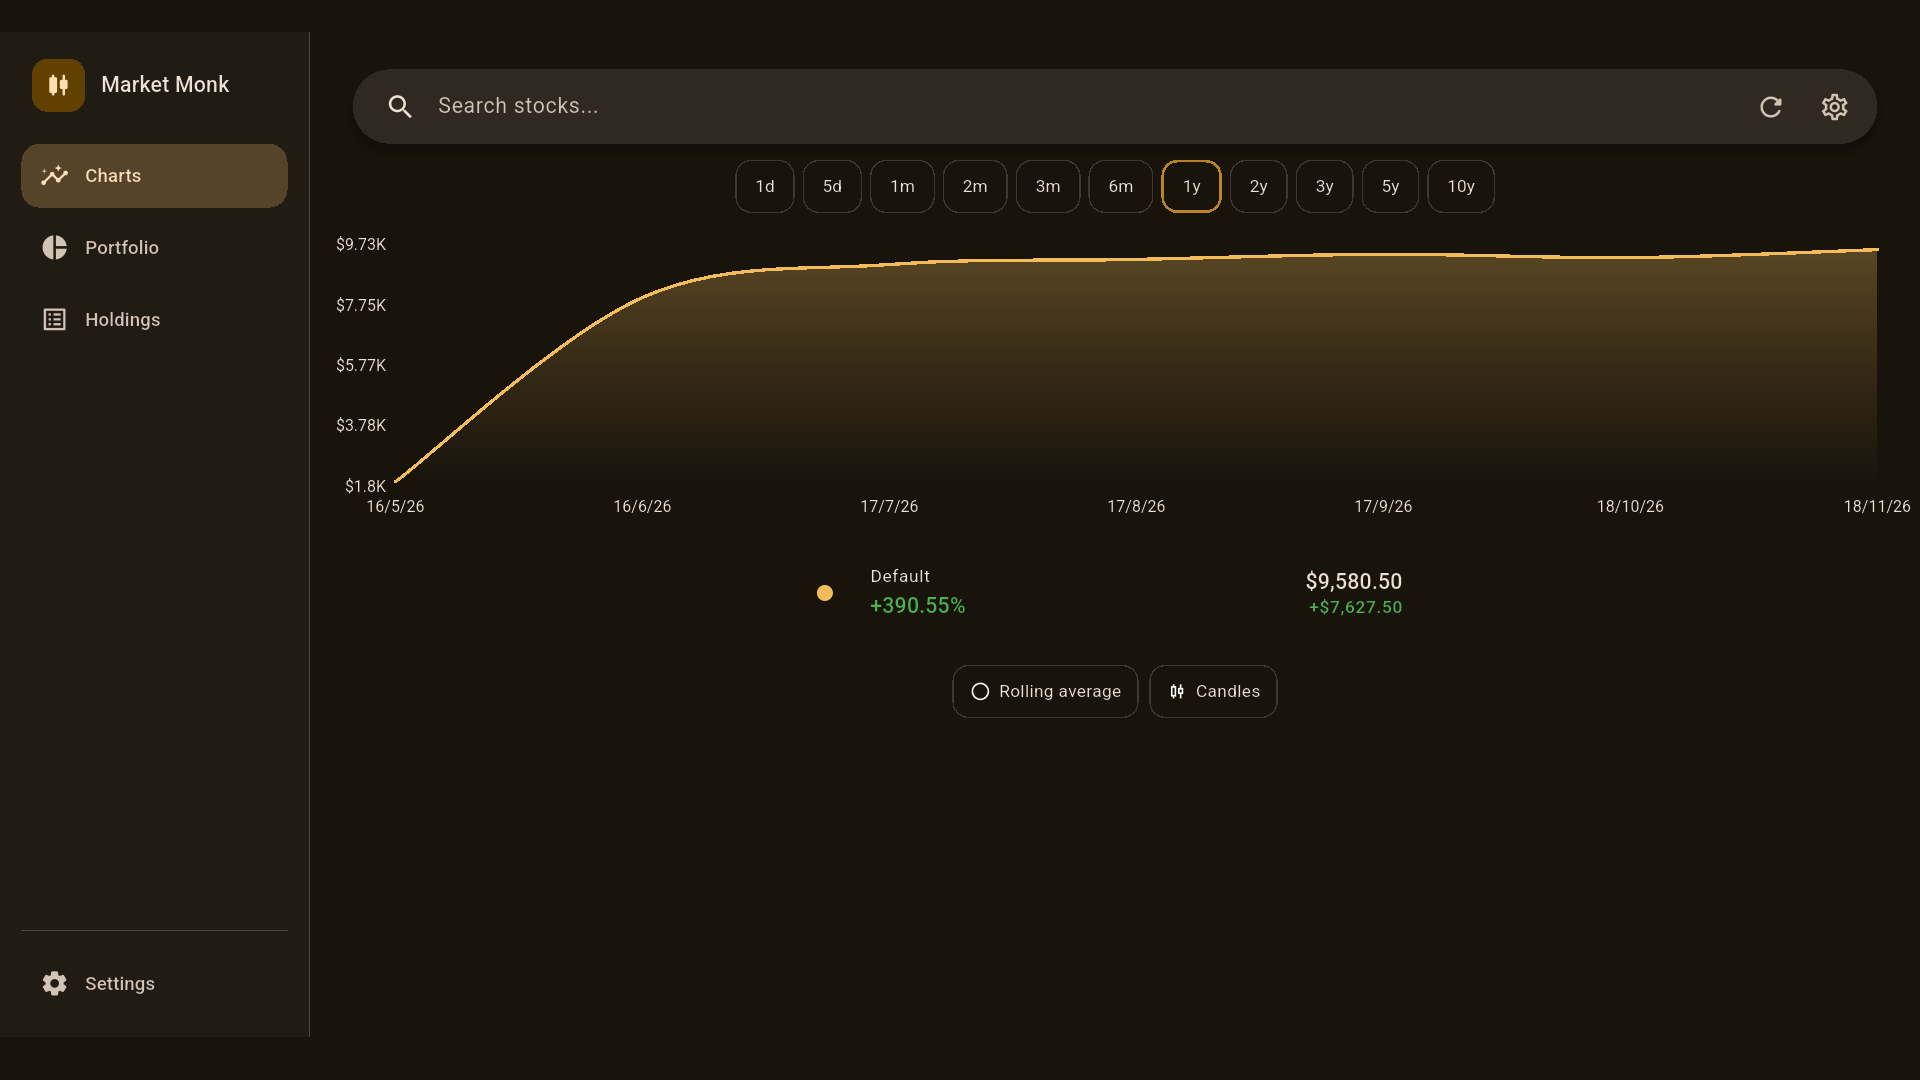 Market Monk
Charts
Portfolio
Holdings
Settings
Search stocks...
1d 5d 1m 2m 3m 6m 1y 2y 3y 5y 10y
$9.73K
$7.75K
$5.77K
$3.78K
$1.8K
16/5/26 16/6/26 17/7/26 17/8/26 17/9/26 18/10/26 18/11/26
Default
+390.55%
$9,580.50
+$7,627.50
Rolling average
Candles